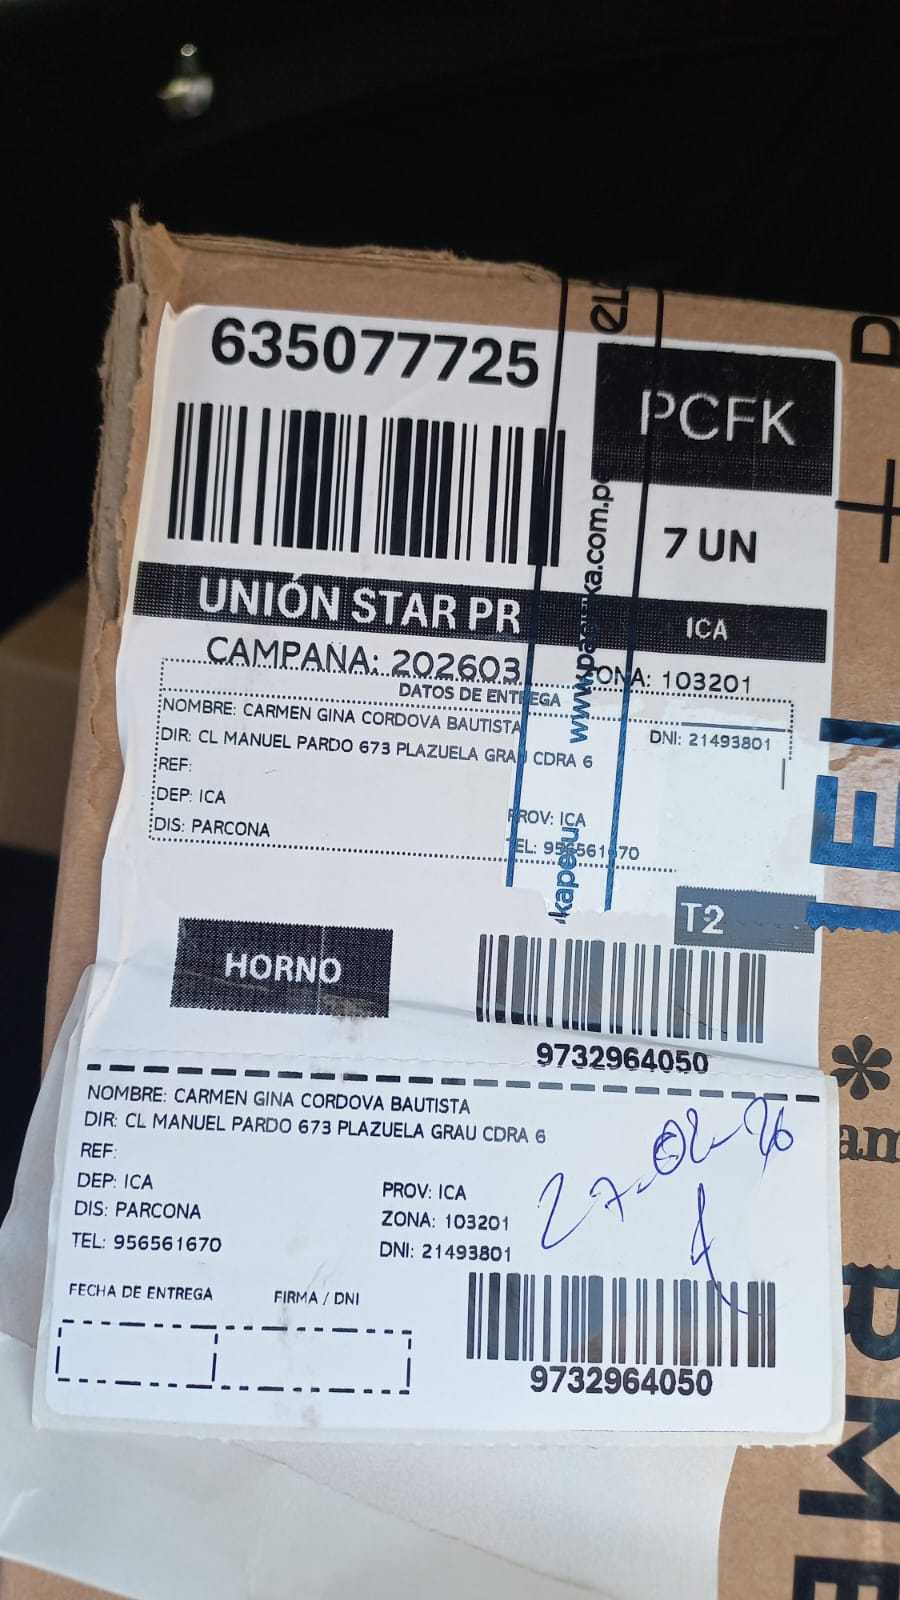 635077725
PCFK
7 UN
UNIÓN STAR PR
ICA
CAMPAÑA: 202603
ZONA: 103201
DATOS DE ENTREGA
NOMBRE: CARMEN GINA CORDOVA BAUTISTA
DNI: 21493801
DIR: CL MANUEL PARDO 673 PLAZUELA GRAU CDRA 6
REF:
DEP: ICA
PROV: ICA
DIS: PARCONA
TEL: 956561670
T2
HORNO
9732964050
NOMBRE: CARMEN GINA CORDOVA BAUTISTA
DIR: CL MANUEL PARDO 673 PLAZUELA GRAU CDRA 6
REF:
DEP: ICA
PROV: ICA
DIS: PARCONA
ZONA: 103201
TEL: 956561670
DNI: 21493801
27-02-26
FECHA DE ENTREGA
FIRMA / DNI
9732964050